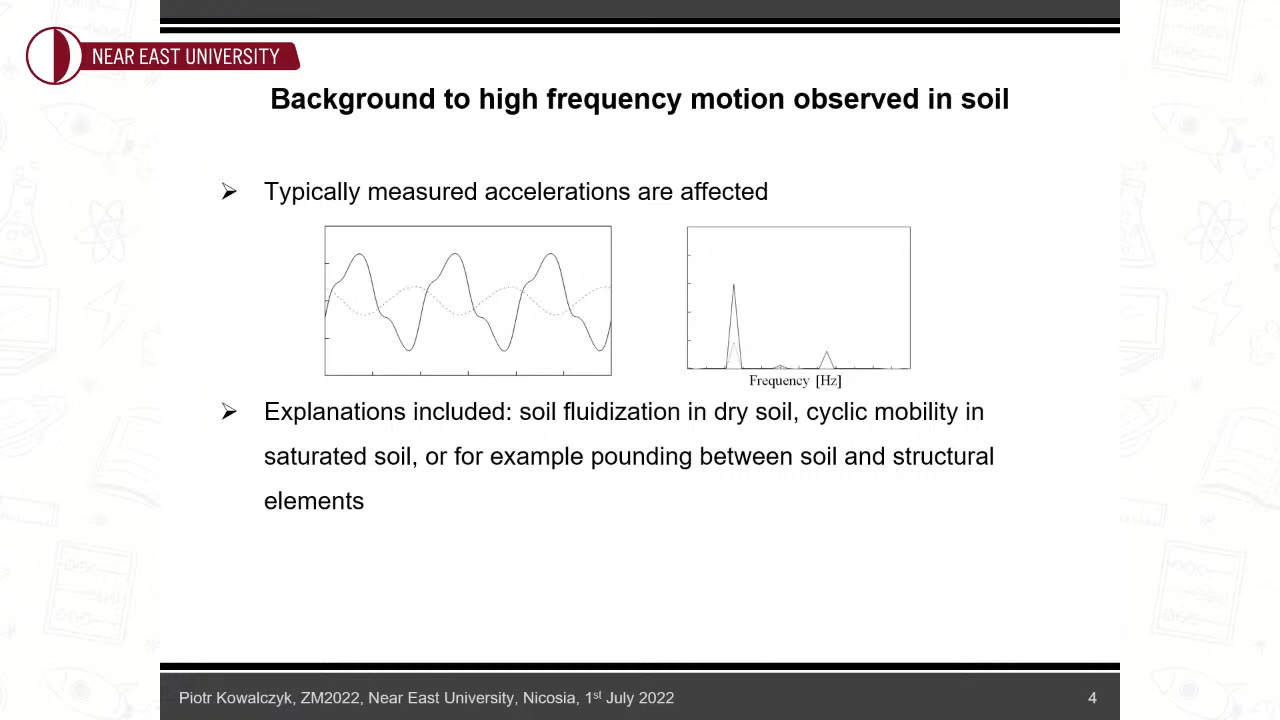 NEAR EAST UNIVERSITY
Background to high frequency motion observed in soil
Typically measured accelerations are affected
Frequency [Hz]
Explanations included: soil fluidization in dry soil, cyclic mobility in
saturated soil, or for example pounding between soil and structural
elements
Piotr Kowalczyk, ZM2022, Near East University, Nicosia, 1st July 2022
4